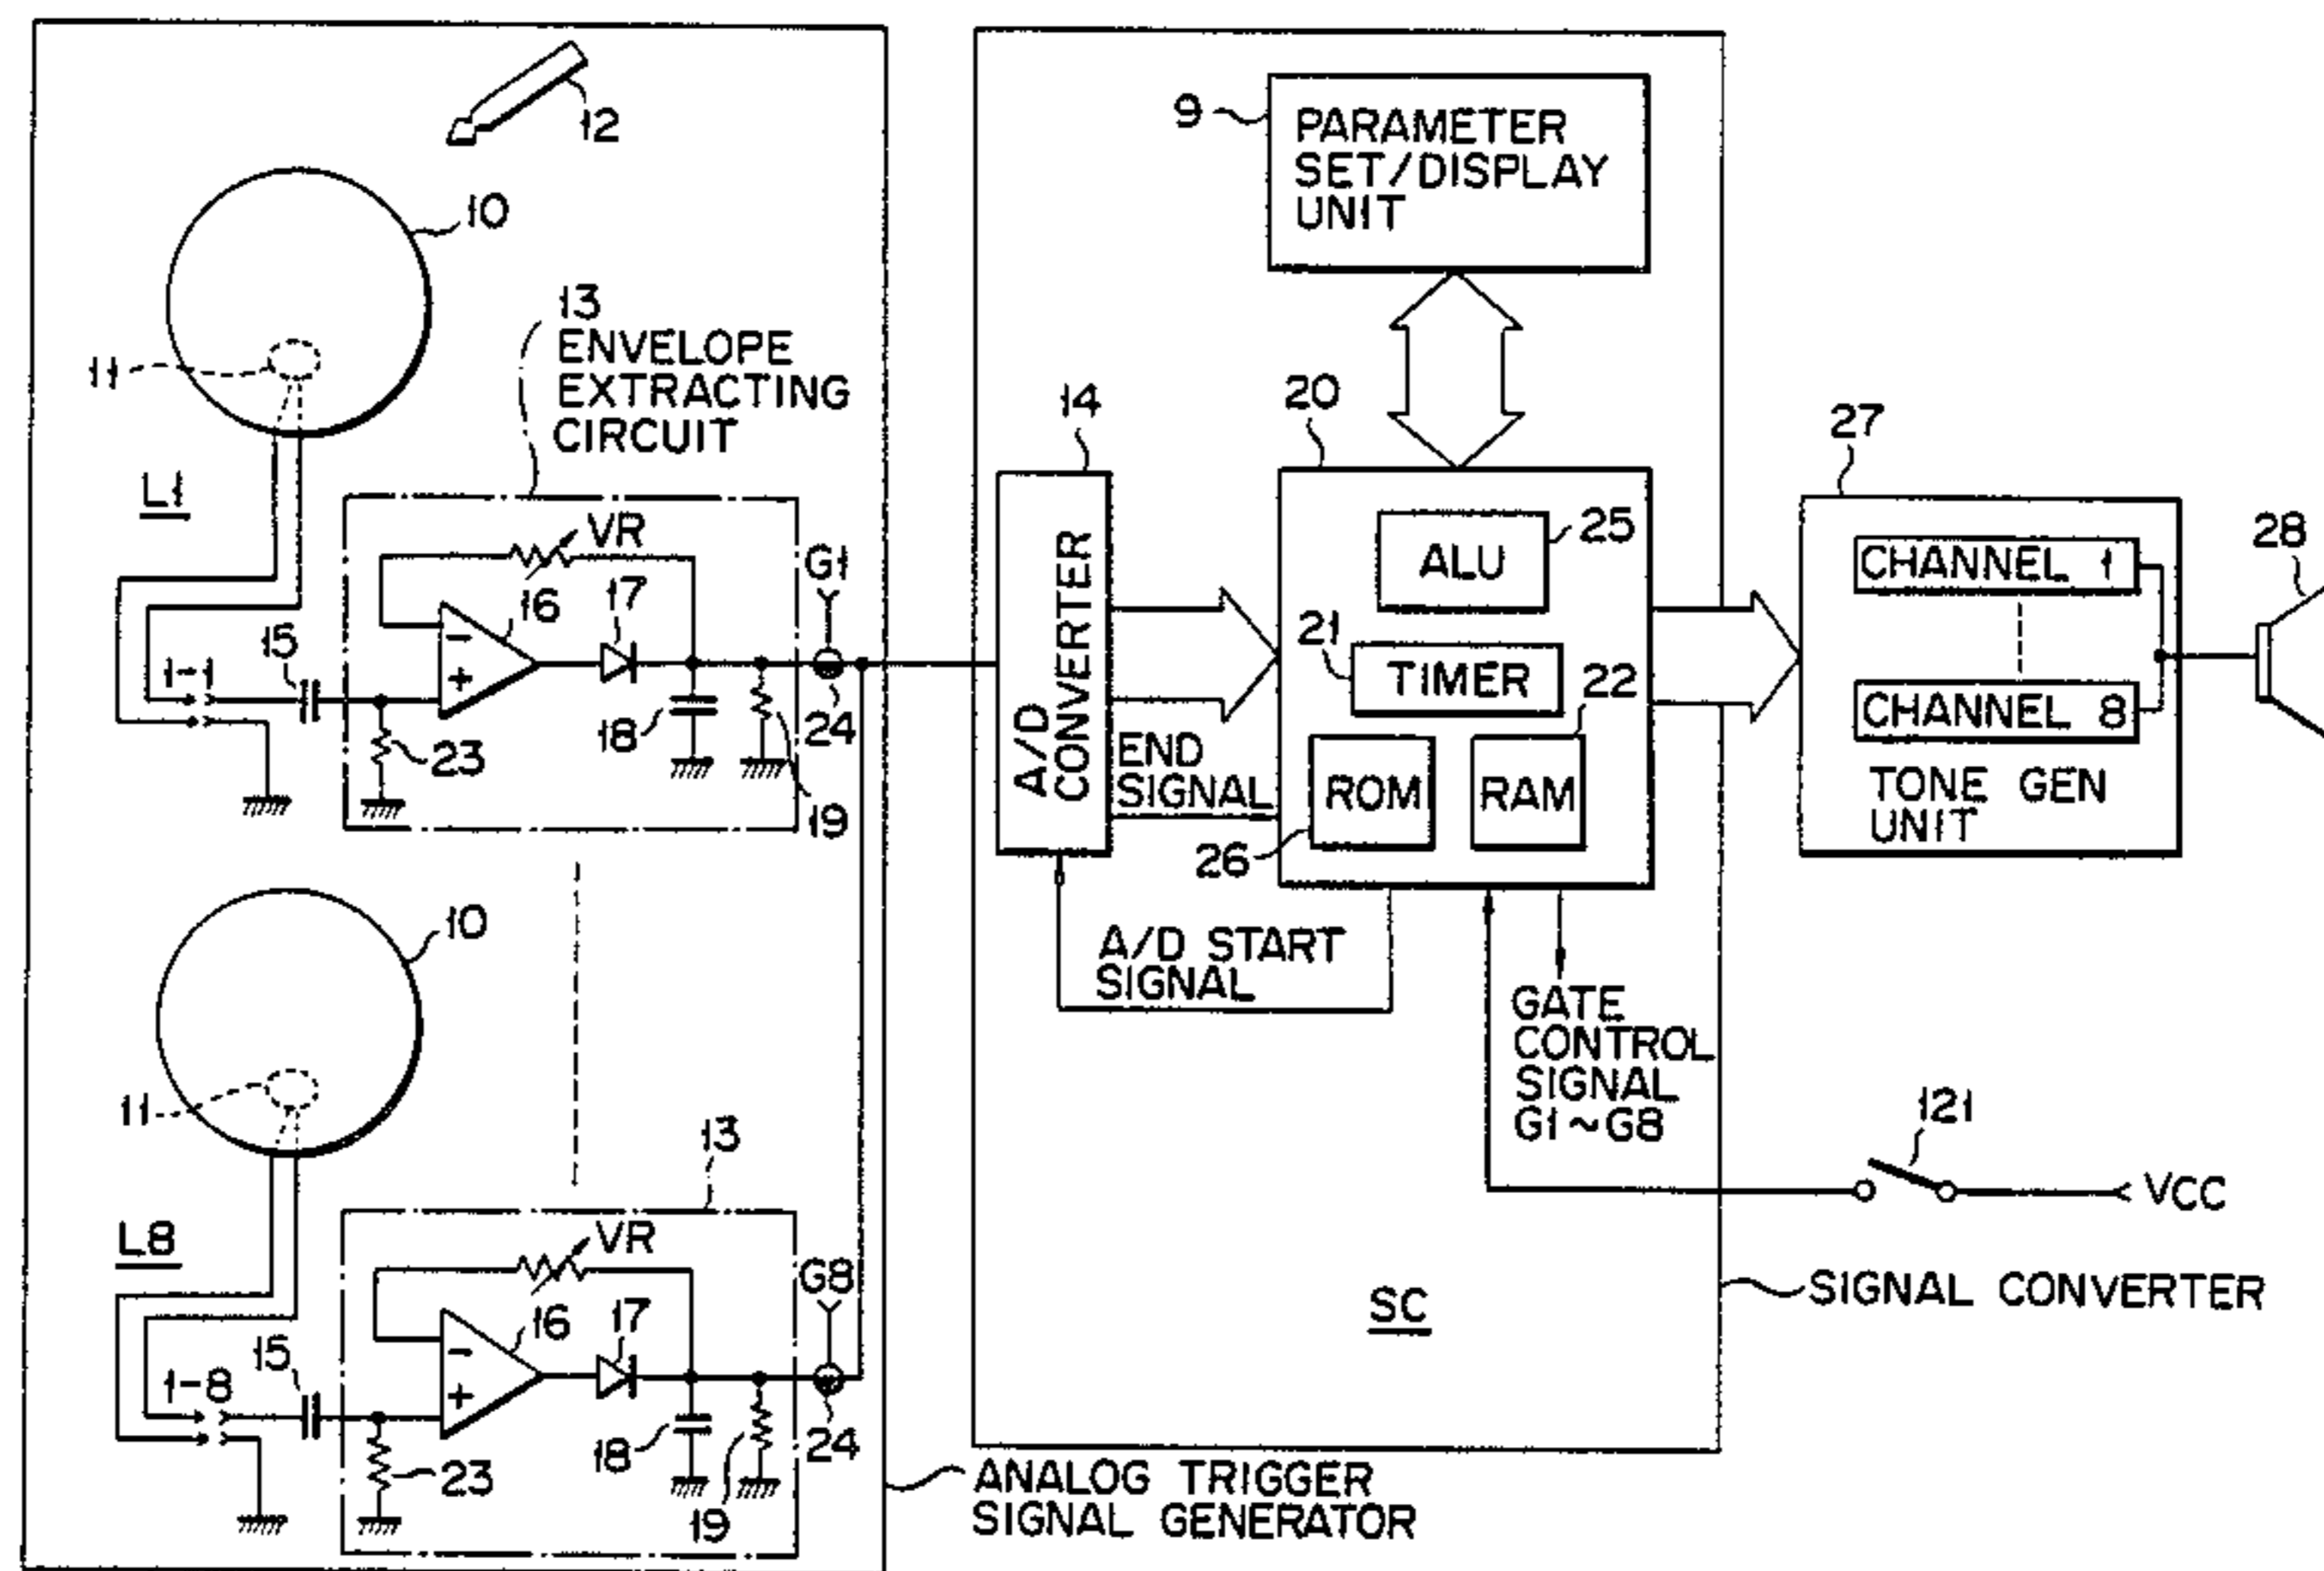 12
10
11
L1
13
ENVELOPE
EXTRACTING
CIRCUIT
VR
16
17
G1
15
1-1
23
18
24
19
10
11
L8
13
VR
16
17
G8
15
1-8
23
18
24
19
ANALOG TRIGGER
SIGNAL GENERATOR
9
PARAMETER
SET/DISPLAY
UNIT
14
A/D
CONVERTER
20
ALU
25
21
TIMER
22
ROM
RAM
26
END
SIGNAL
A/D START
SIGNAL
GATE
CONTROL
SIGNAL
G1~G8
SC
SIGNAL CONVERTER
121
VCC
27
CHANNEL 1
CHANNEL 8
TONE GEN
UNIT
28